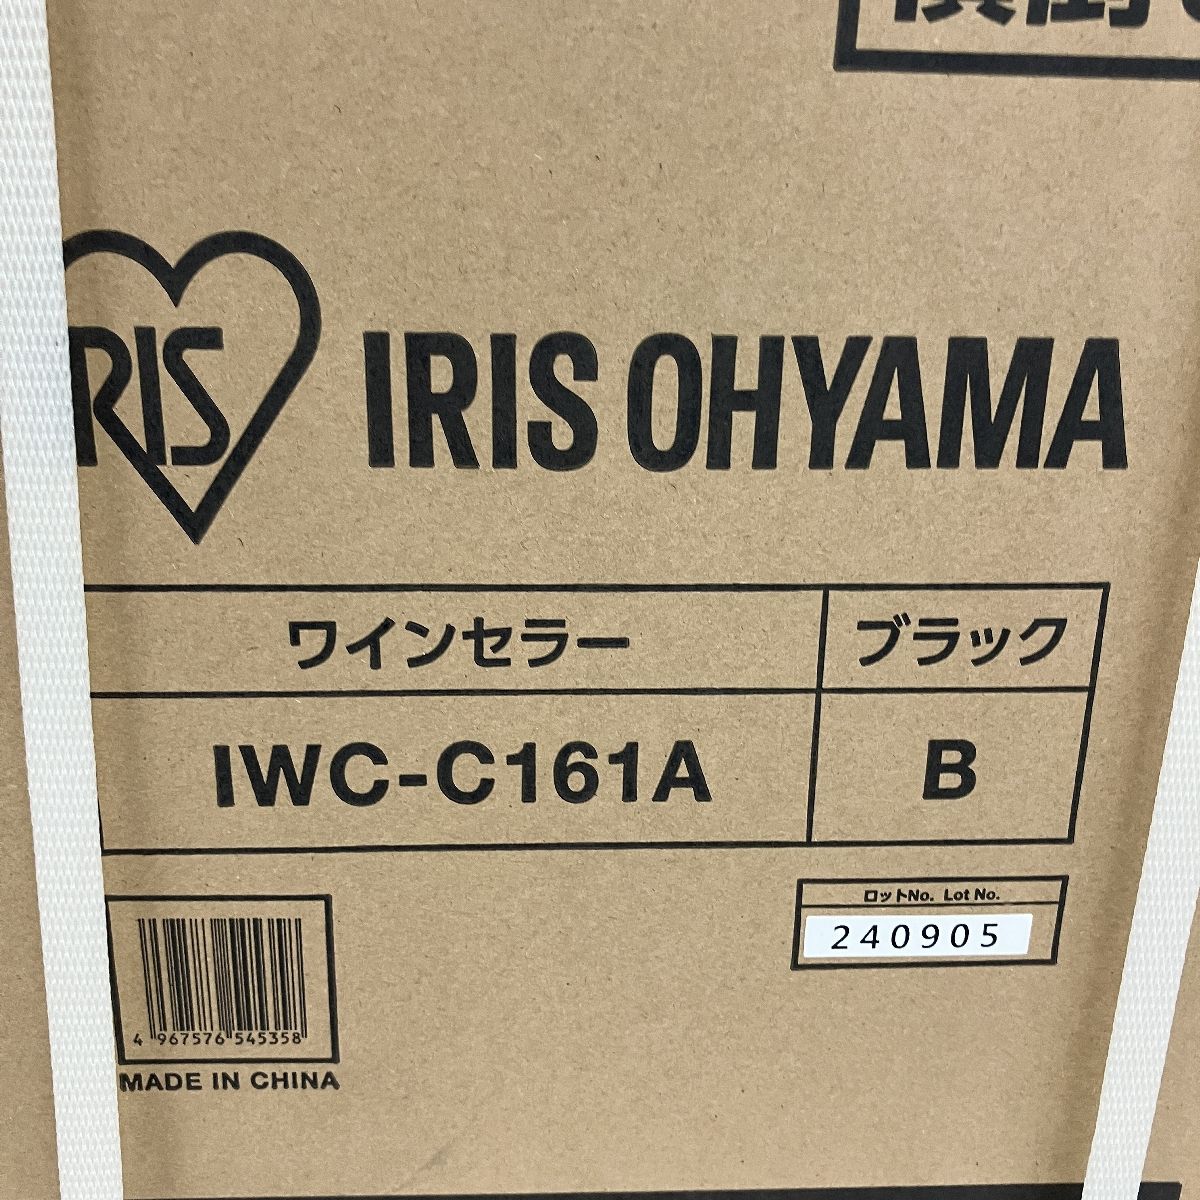 RIS
IRIS OHYAMA
ワインセラー
ブラック
IWC-C161A
B
ロットNo. Lot No.
240905
4 967576 545358
MADE IN CHINA